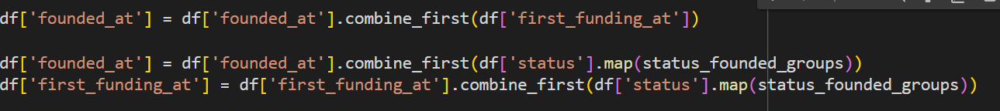 df['founded_at'] = df['founded_at'].combine_first(df['first_funding_at'])
df['founded_at'] = df['founded_at'].combine_first(df['status'].map(status_founded_groups))
df['first_funding_at'] = df['first_funding_at'].combine_first(df['status'].map(status_founded_groups))